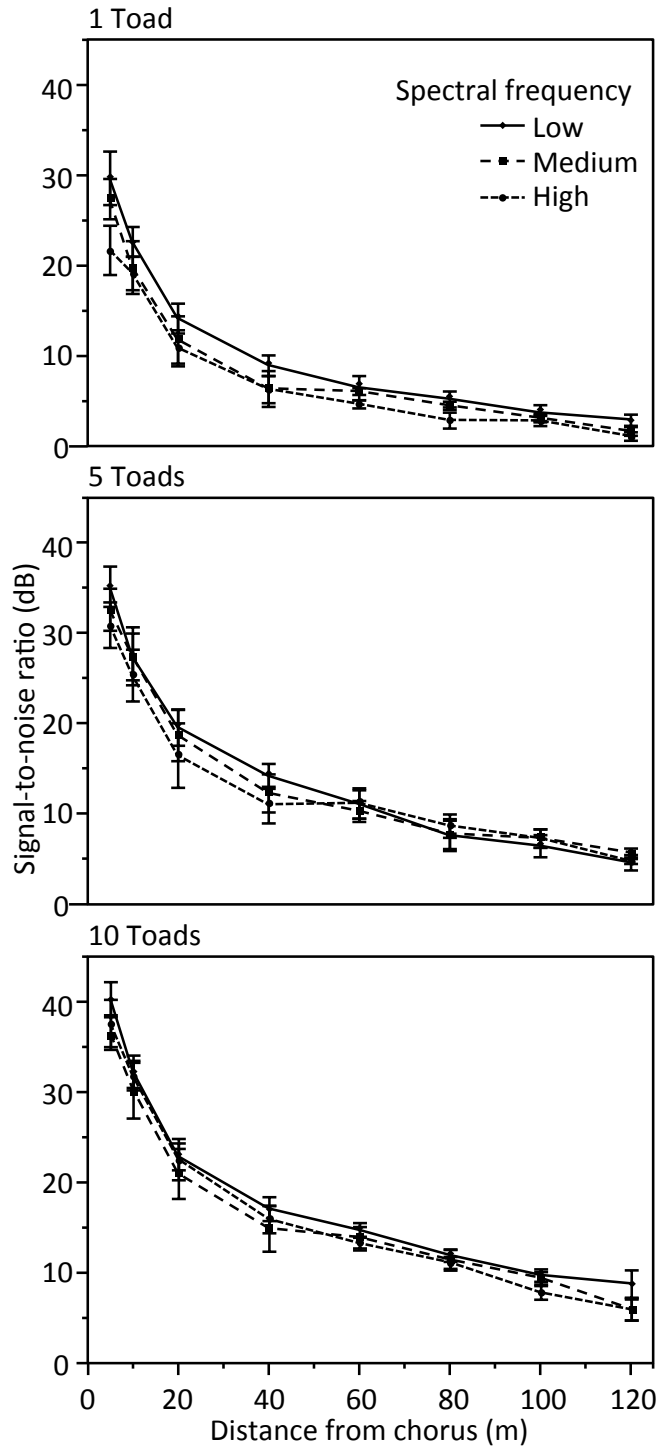 1 Toad
40
30
20
10
0
Spectral frequency
Low
Medium
High
5 Toads
40
30
20
10
0
Signal-to-noise ratio (dB)
10 Toads
40
30
20
10
0
0 20 40 60 80 100 120
Distance from chorus (m)